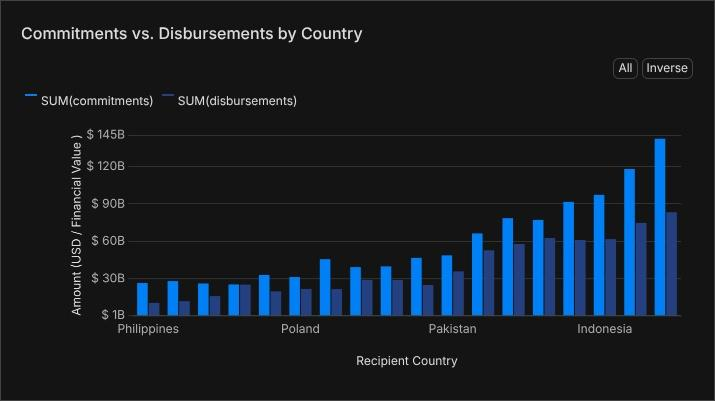 Commitments vs. Disbursements by Country
All Inverse
SUM(commitments) SUM(disbursements)
Amount (USD / Financial Value )
$ 145B
$ 120B
$ 90B
$ 60B
$ 30B
$ 1B
Philippines Poland Pakistan Indonesia
Recipient Country